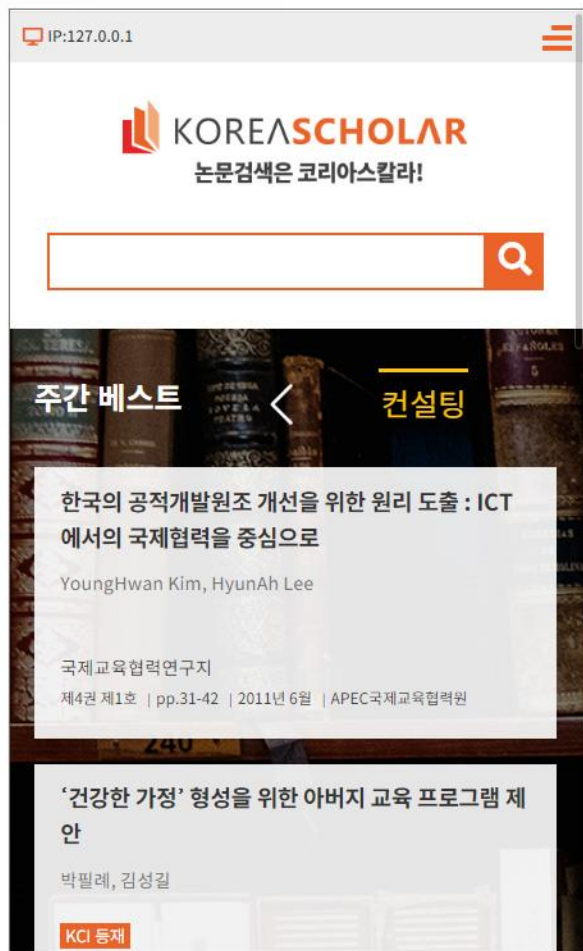 IP:127.0.0.1
KOREASCHOLAR
논문검색은 코리아스칼라!
주간 베스트
컨설팅
한국의 공적개발원조 개선을 위한 원리 도출 : ICT
에서의 국제협력을 중심으로
YoungHwan Kim, HyunAh Lee
국제교육협력연구지
제4권 제1호 | pp.31-42 | 2011년 6월 | APEC국제교육협력원
240
‘건강한 가정’ 형성을 위한 아버지 교육 프로그램 제
안
박필례, 김성길
KCI 등재